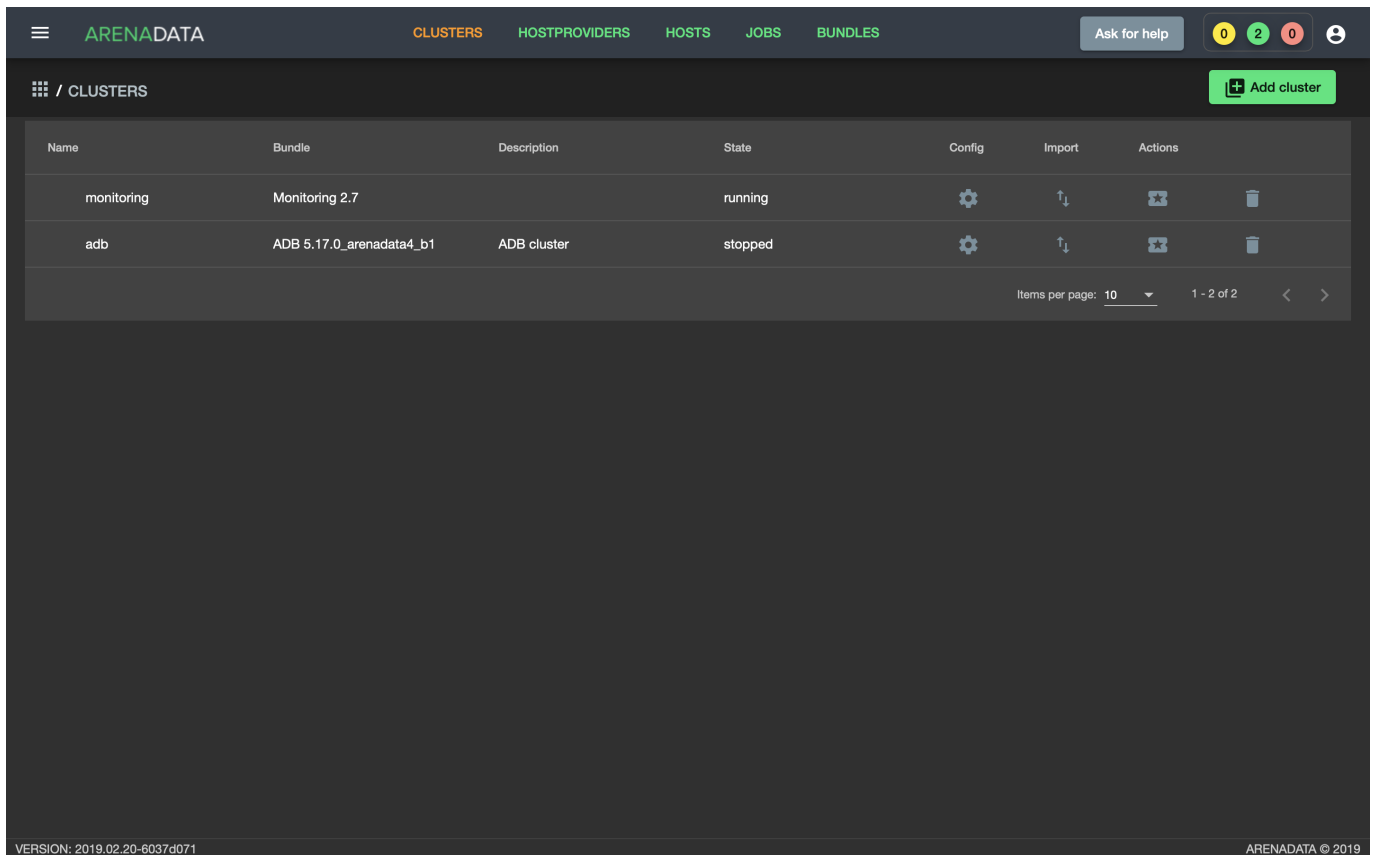 ARENADATA CLUSTERS HOSTPROVIDERS HOSTS JOBS BUNDLES Ask for help 0 2 0
/ CLUSTERS Add cluster
Name Bundle Description State Config Import Actions
monitoring Monitoring 2.7 running
adb ADB 5.17.0_arenadata4_b1 ADB cluster stopped
Items per page: 10 1 - 2 of 2
VERSION: 2019.02.20-6037d071 ARENADATA © 2019